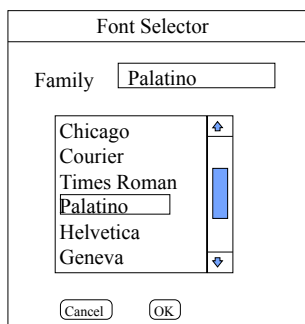 Font Selector
Family Palatino
Chicago
Courier
Times Roman
Palatino
Helvetica
Geneva
Cancel OK